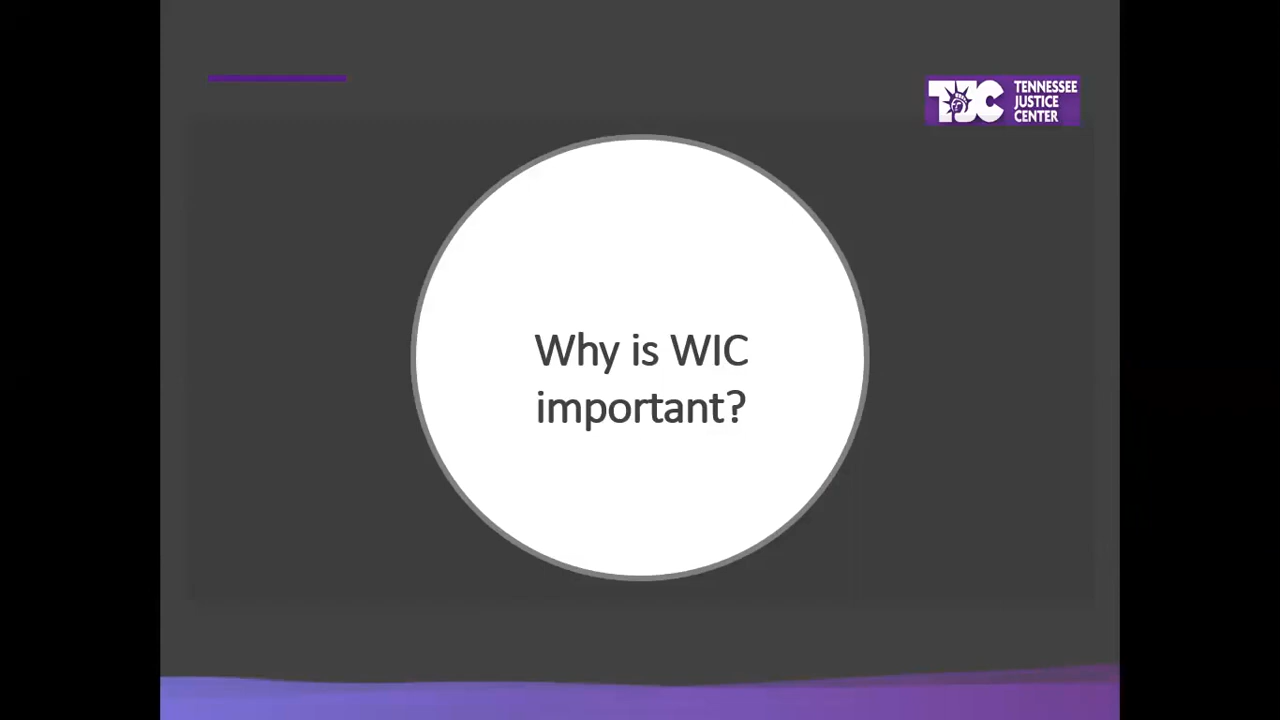 TJC TENNESSEE
JUSTICE
CENTER
Why is WIC
important?